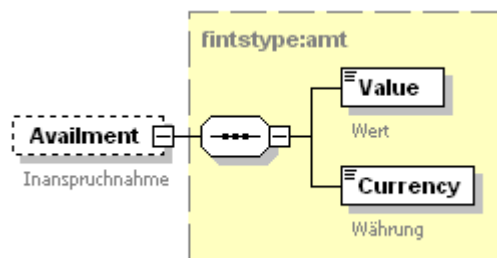 fintstype:amt
Value
Wert
Availment
Inanspruchnahme
Currency
Währung